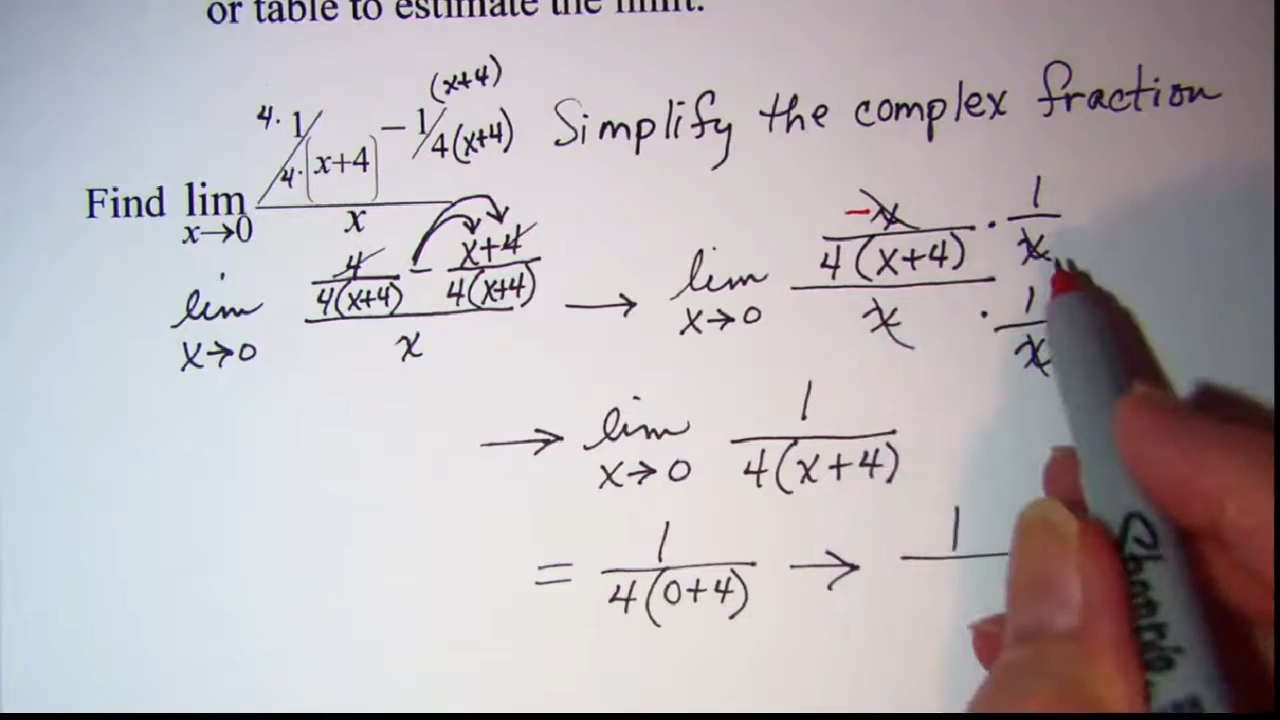 or table to estimate the limit.
Find lim x→0 (4·1/4·(x+4) − 1(x+4)/4(x+4))/x Simplify the complex fraction
lim x→0 (4/4(x+4) − x+4/4(x+4))/x → lim x→0 (−x/4(x+4) · 1/x)/(x · 1/x)
→ lim x→0 1/4(x+4)
= 1/4(0+4) → 1
Sharpie